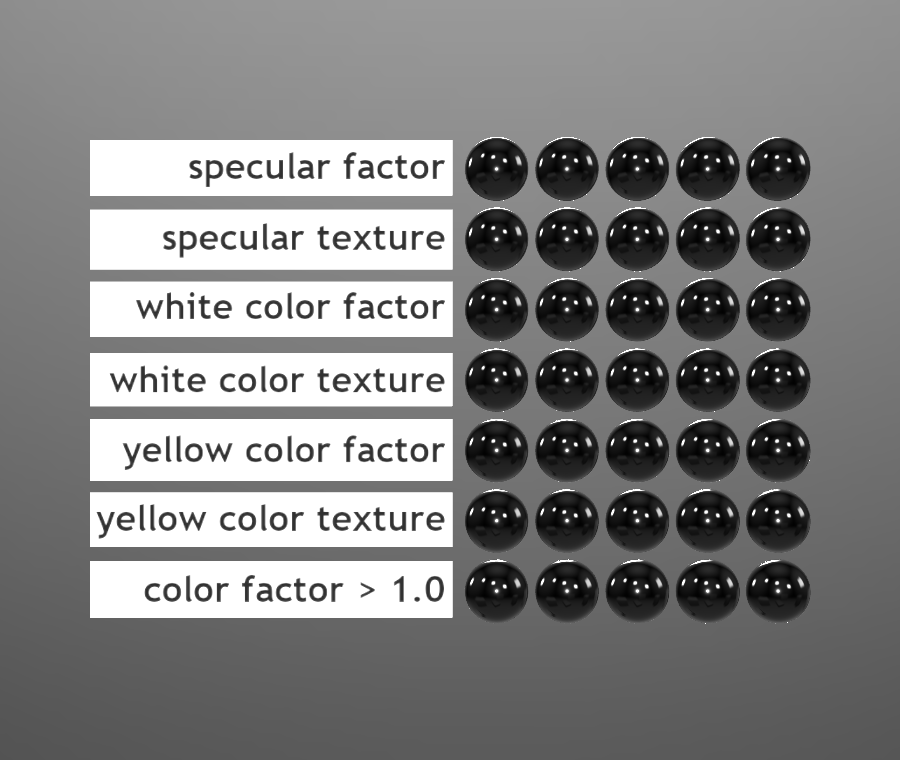 specular factor
specular texture
white color factor
white color texture
yellow color factor
yellow color texture
color factor > 1.0